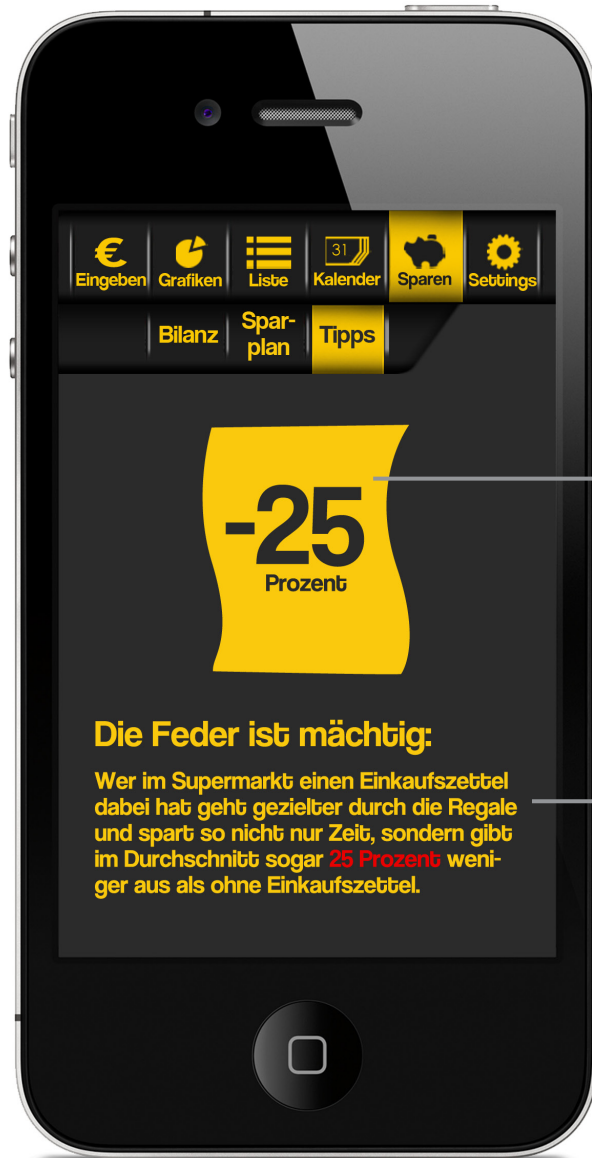 €
31
Eingeben Grafiken Liste Kalender Sparen Settings
Bilanz Spar-
plan Tipps
-25
Prozent
Die Feder ist mächtig:
Wer im Supermarkt einen Einkaufszettel
dabei hat geht gezielter durch die Regale
und spart so nicht nur Zeit, sondern gibt
im Durchschnitt sogar 25 Prozent weni-
ger aus als ohne Einkaufszettel.